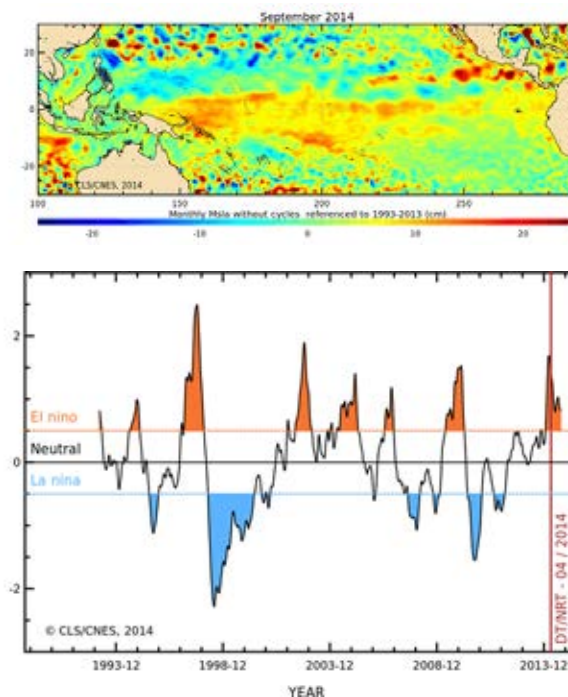 September 2014
20
0
-20
© CLS/CNES, 2014
100
150
200
250
Monthly Msla without cycles referenced to 1993-2013 (cm)
-20
-10
0
10
20
2
El nino
Neutral
0
La nina
-2
© CLS/CNES, 2014
DT/NRT - 04 / 2014
1993-12
1998-12
2003-12
2008-12
2013-12
YEAR